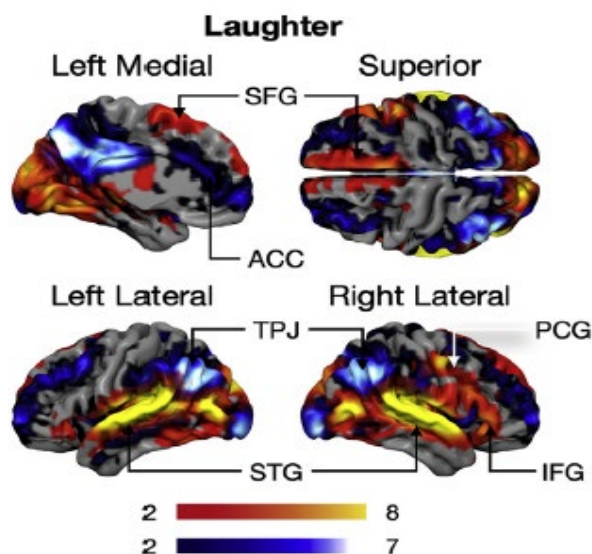 Laughter
Left Medial Superior
SFG
ACC
Left Lateral Right Lateral
TPJ PCG
STG IFG
2 8
2 7